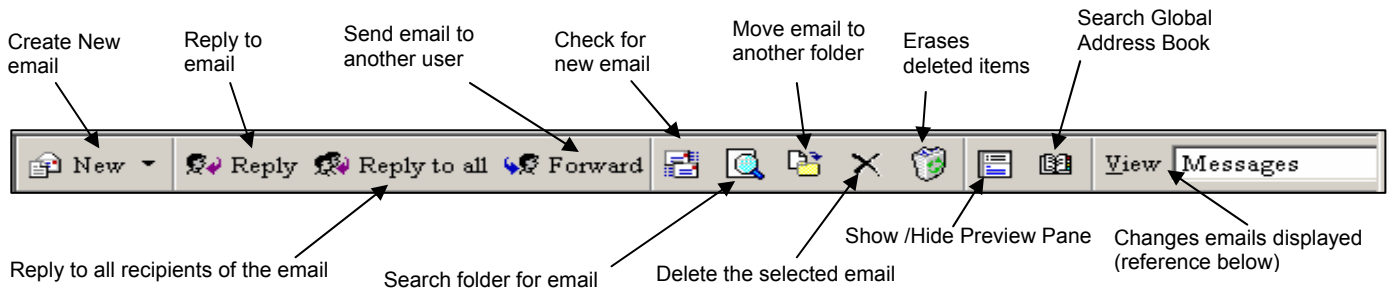 Create New
email
Reply to
email
Send email to
another user
Check for
new email
Move email to
another folder
Erases
deleted items
Search Global
Address Book
New Reply Reply to all Forward View Messages
Reply to all recipients of the email
Search folder for email
Delete the selected email
Show /Hide Preview Pane
Changes emails displayed
(reference below)